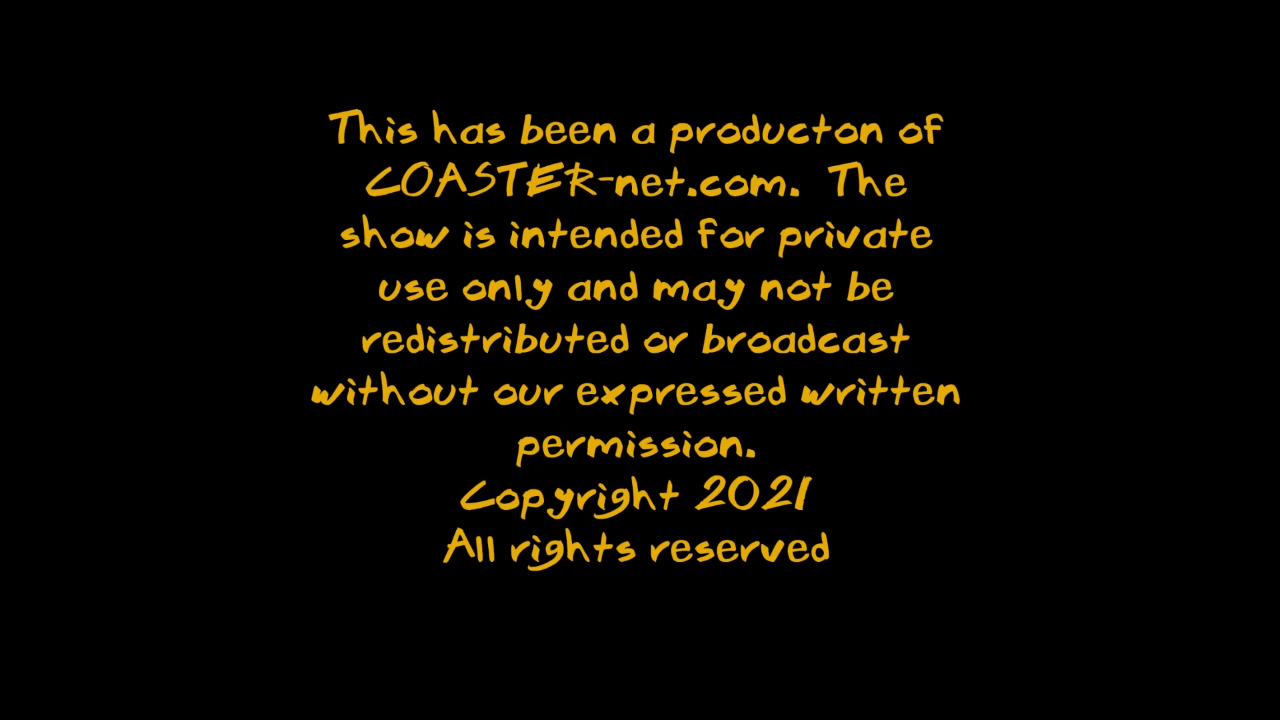 This has been a producton of
COASTER-net.com.  The
show is intended for private
use only and may not be
redistributed or broadcast
without our expressed written
permission.
Copyright 2021
All rights reserved